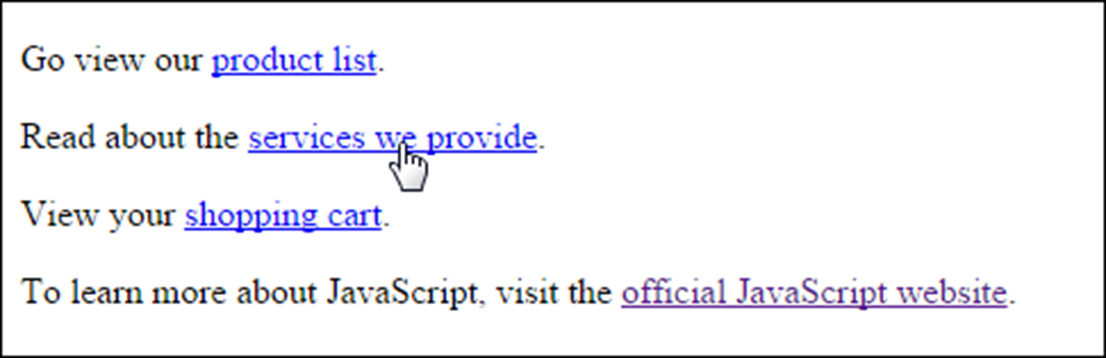 Go view our product list.
Read about the services we provide.
View your shopping cart.
To learn more about JavaScript, visit the official JavaScript website.